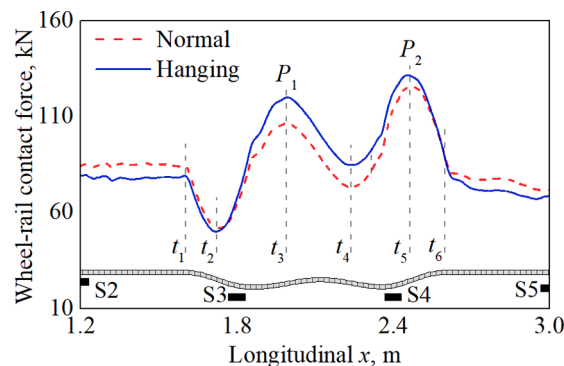 160
Normal
Hanging
P1
P2
110
60
10
Wheel-rail contact force, kN
t1
t2
t3
t4
t5
t6
S2
S3
S4
S5
1.2
1.8
2.4
3.0
Longitudinal x, m